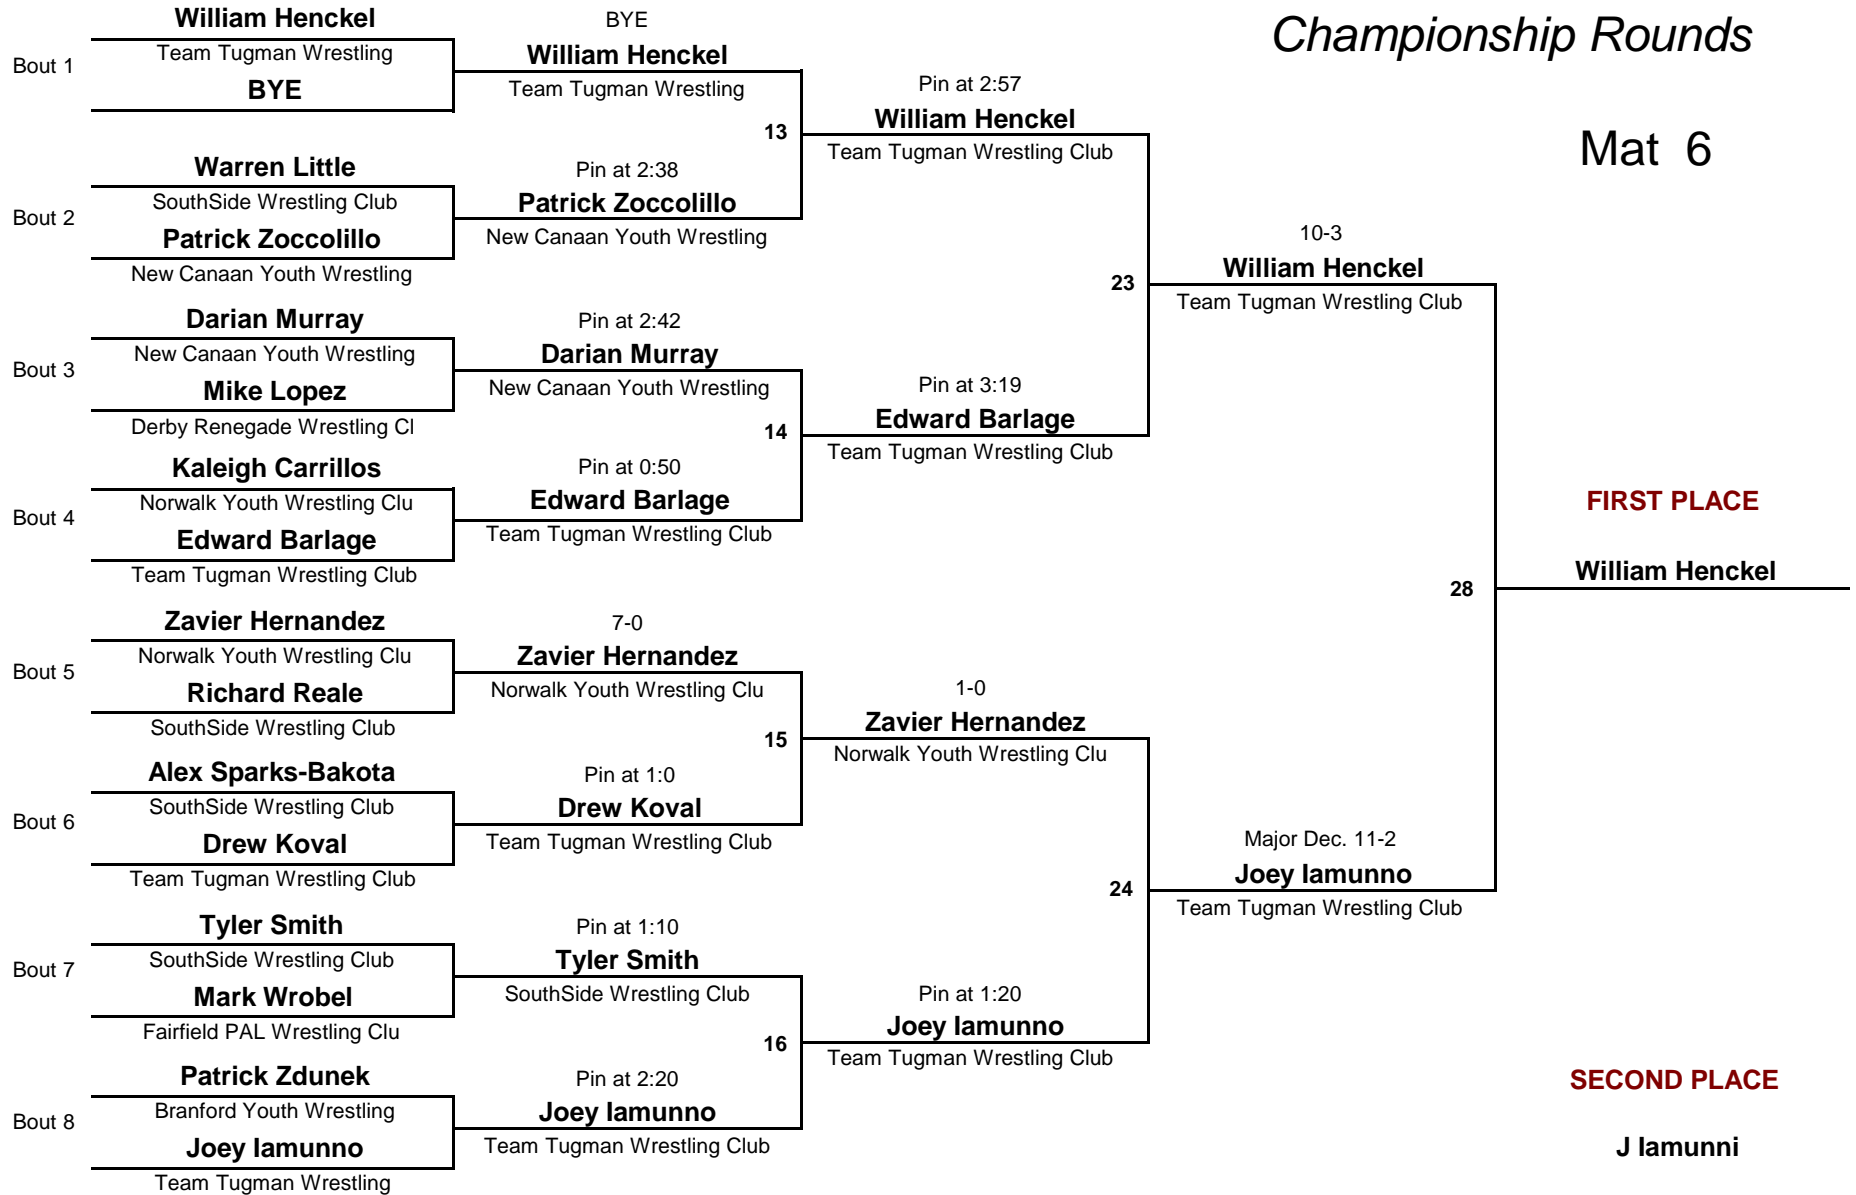 Championship Rounds
Mat 6
Bout 1
William Henckel
Team Tugman Wrestling
BYE
Bout 2
Warren Little
SouthSide Wrestling Club
Patrick Zoccolillo
New Canaan Youth Wrestling
Bout 3
Darian Murray
New Canaan Youth Wrestling
Mike Lopez
Derby Renegade Wrestling Cl
Bout 4
Kaleigh Carrillos
Norwalk Youth Wrestling Clu
Edward Barlage
Team Tugman Wrestling Club
Bout 5
Zavier Hernandez
Norwalk Youth Wrestling Clu
Richard Reale
SouthSide Wrestling Club
Bout 6
Alex Sparks-Bakota
SouthSide Wrestling Club
Drew Koval
Team Tugman Wrestling Club
Bout 7
Tyler Smith
SouthSide Wrestling Club
Mark Wrobel
Fairfield PAL Wrestling Clu
Bout 8
Patrick Zdunek
Branford Youth Wrestling
Joey Iamunno
Team Tugman Wrestling
BYE
William Henckel
Team Tugman Wrestling
13
Pin at 2:38
Patrick Zoccolillo
New Canaan Youth Wrestling
Pin at 2:42
Darian Murray
New Canaan Youth Wrestling
14
Pin at 0:50
Edward Barlage
Team Tugman Wrestling Club
7-0
Zavier Hernandez
Norwalk Youth Wrestling Clu
15
Pin at 1:0
Drew Koval
Team Tugman Wrestling Club
Pin at 1:10
Tyler Smith
SouthSide Wrestling Club
16
Pin at 2:20
Joey Iamunno
Team Tugman Wrestling Club
Pin at 2:57
William Henckel
Team Tugman Wrestling Club
23
Pin at 3:19
Edward Barlage
Team Tugman Wrestling Club
1-0
Zavier Hernandez
Norwalk Youth Wrestling Clu
24
Pin at 1:20
Joey Iamunno
Team Tugman Wrestling Club
10-3
William Henckel
Team Tugman Wrestling Club
28
Major Dec. 11-2
Joey Iamunno
Team Tugman Wrestling Club
FIRST PLACE
William Henckel
SECOND PLACE
J Iamunni